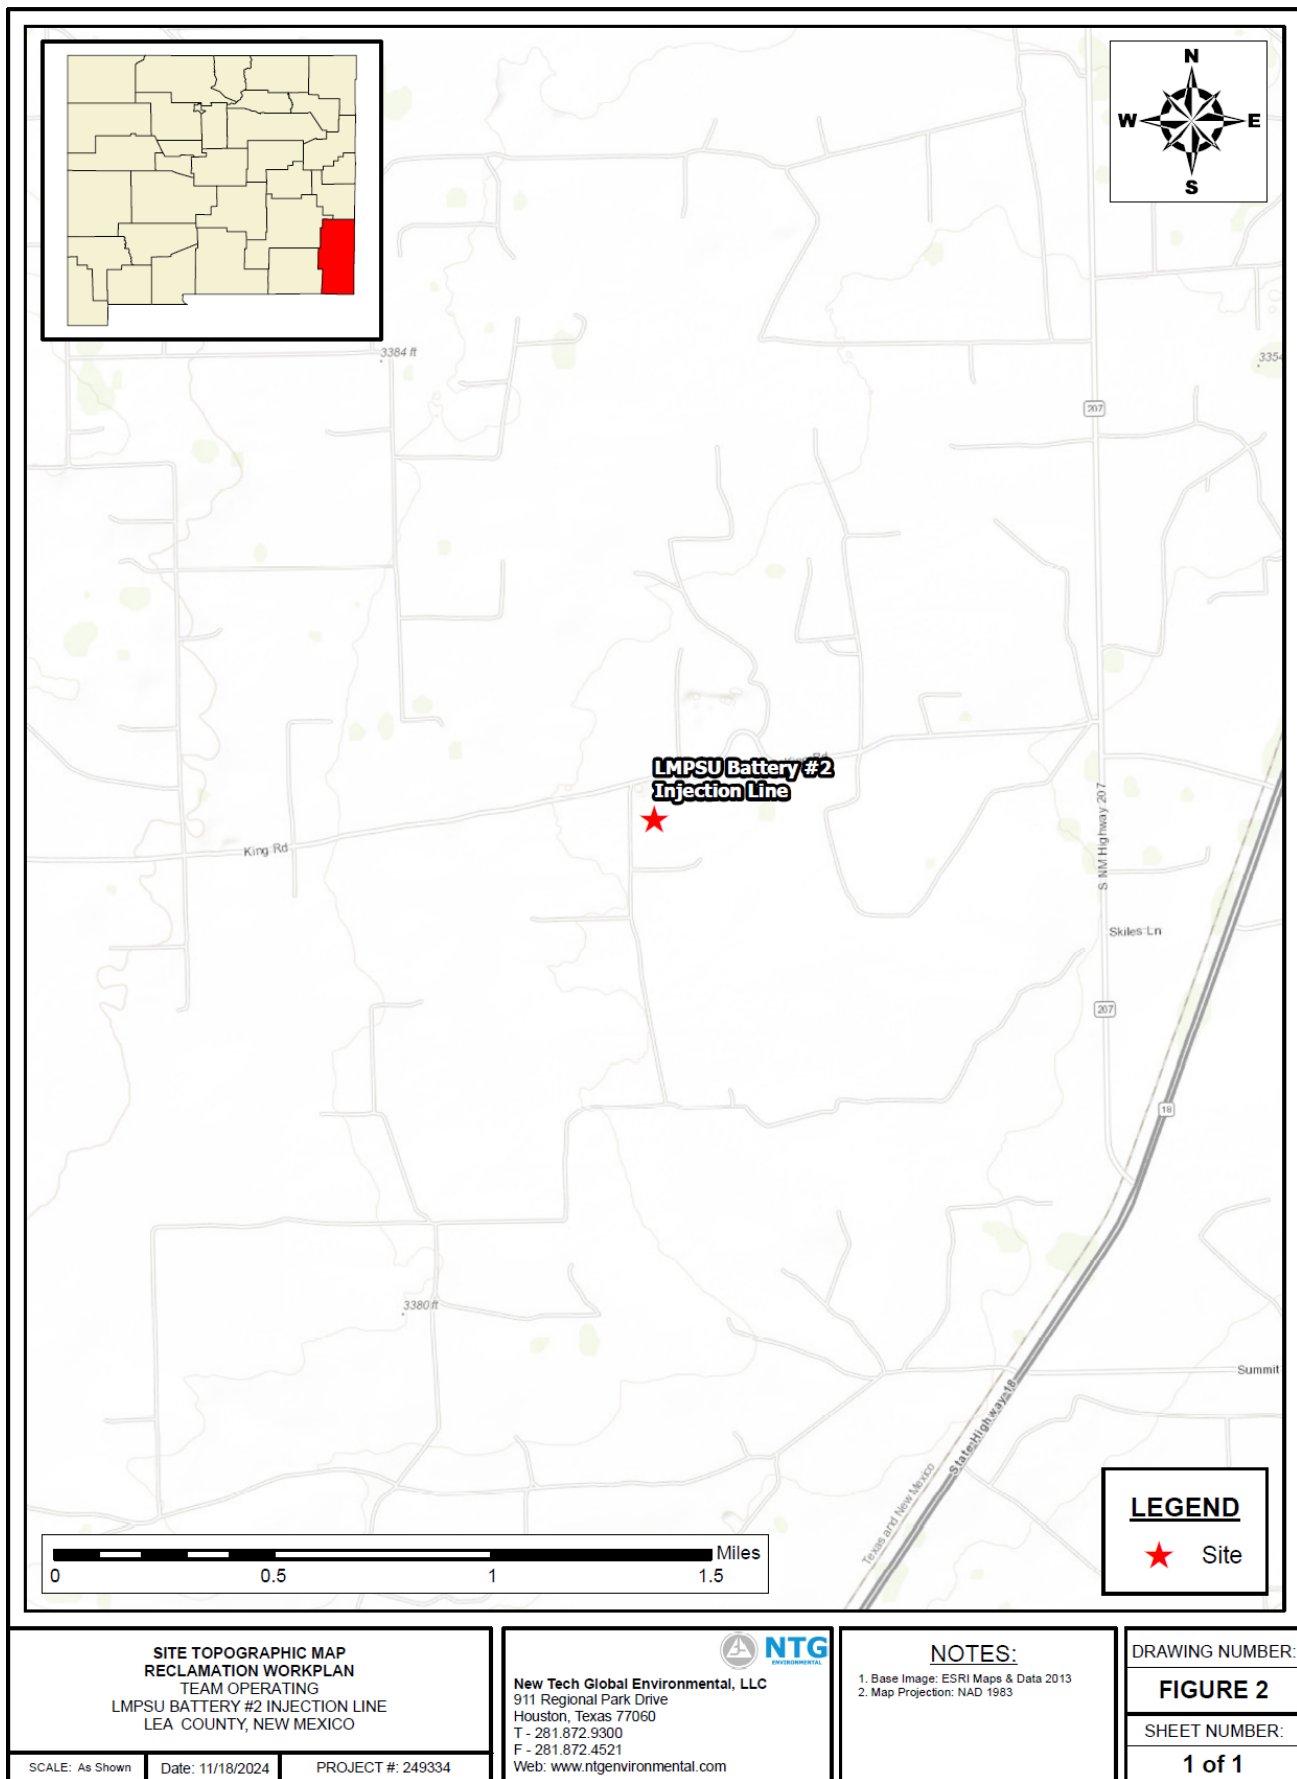 N
W
E
S
3384 ft
3354
207
King Rd
LMPSU Battery #2
Injection Line
King Rd
S NM Highway 207
Skiles Ln
207
18
3380 ft
Summit
State Highway 18
Texas and New Mexico
LEGEND
Site
Miles
0
0.5
1
1.5
SITE TOPOGRAPHIC MAP
RECLAMATION WORKPLAN
TEAM OPERATING
LMPSU BATTERY #2 INJECTION LINE
LEA COUNTY, NEW MEXICO
SCALE: As Shown
Date: 11/18/2024
PROJECT #: 249334
NTG
ENVIRONMENTAL
New Tech Global Environmental, LLC
911 Regional Park Drive
Houston, Texas 77060
T - 281.872.9300
F - 281.872.4521
Web: www.ntgenvironmental.com
NOTES:
1. Base Image: ESRI Maps & Data 2013
2. Map Projection: NAD 1983
DRAWING NUMBER:
FIGURE 2
SHEET NUMBER:
1 of 1